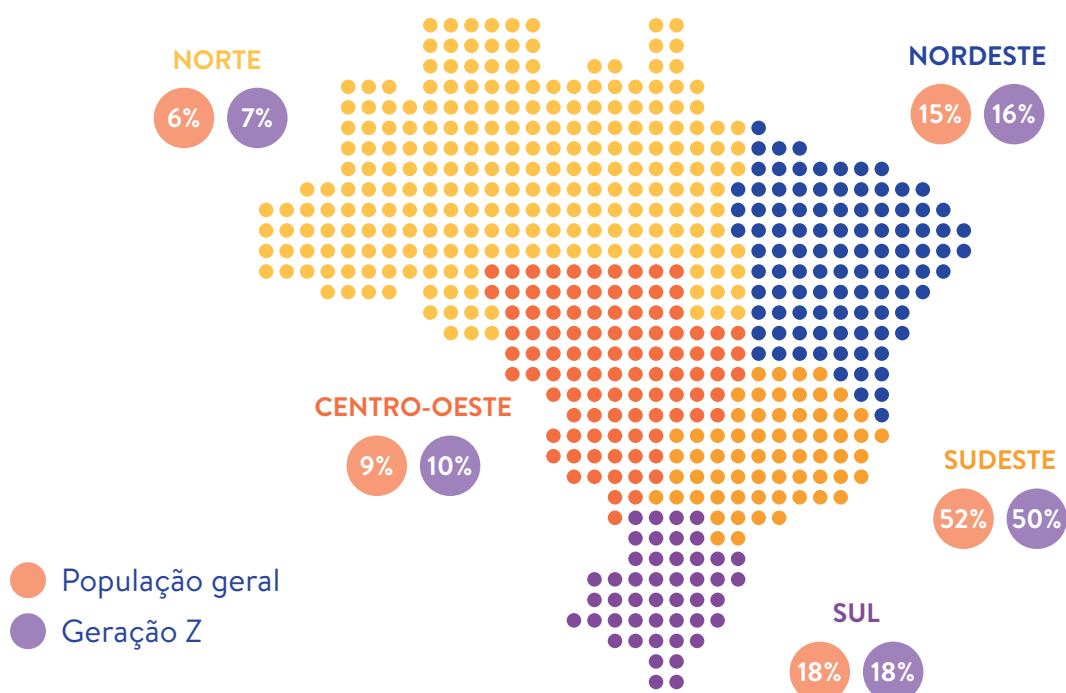 NORTE
6% 7%
NORDESTE
15% 16%
CENTRO-OESTE
9% 10%
SUDESTE
52% 50%
População geral
Geração Z
SUL
18% 18%